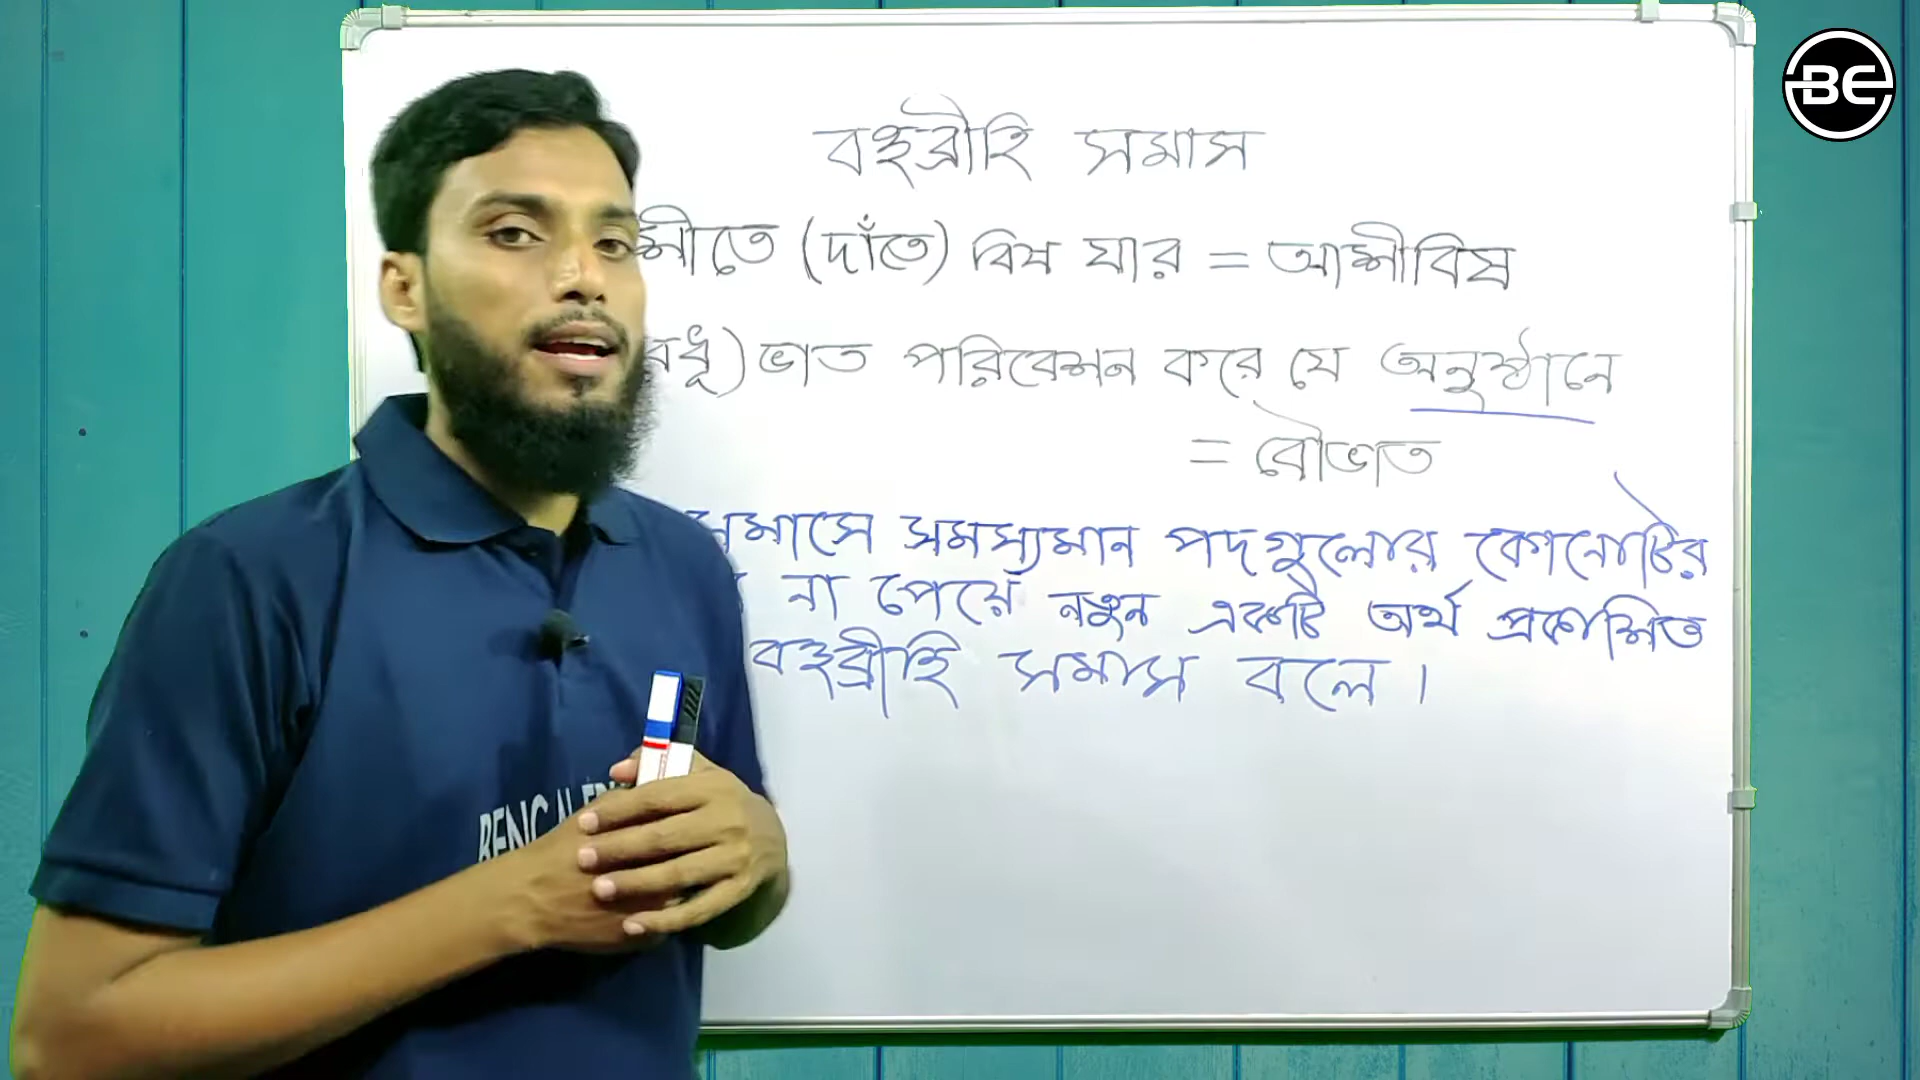 BE
বহুব্রীহি সমাস
শীতে (দাঁতে) বিষ যার = আশীবিষ
বধূ) ভাত পরিবেশন করে যে অনুষ্ঠানে
= বৌভাত
সমাসে সমস্যমান পদগুলোর কোনোটির
না পেয়ে নতুন একটি অর্থ প্রকাশিত
বহুব্রীহি সমাস বলে।